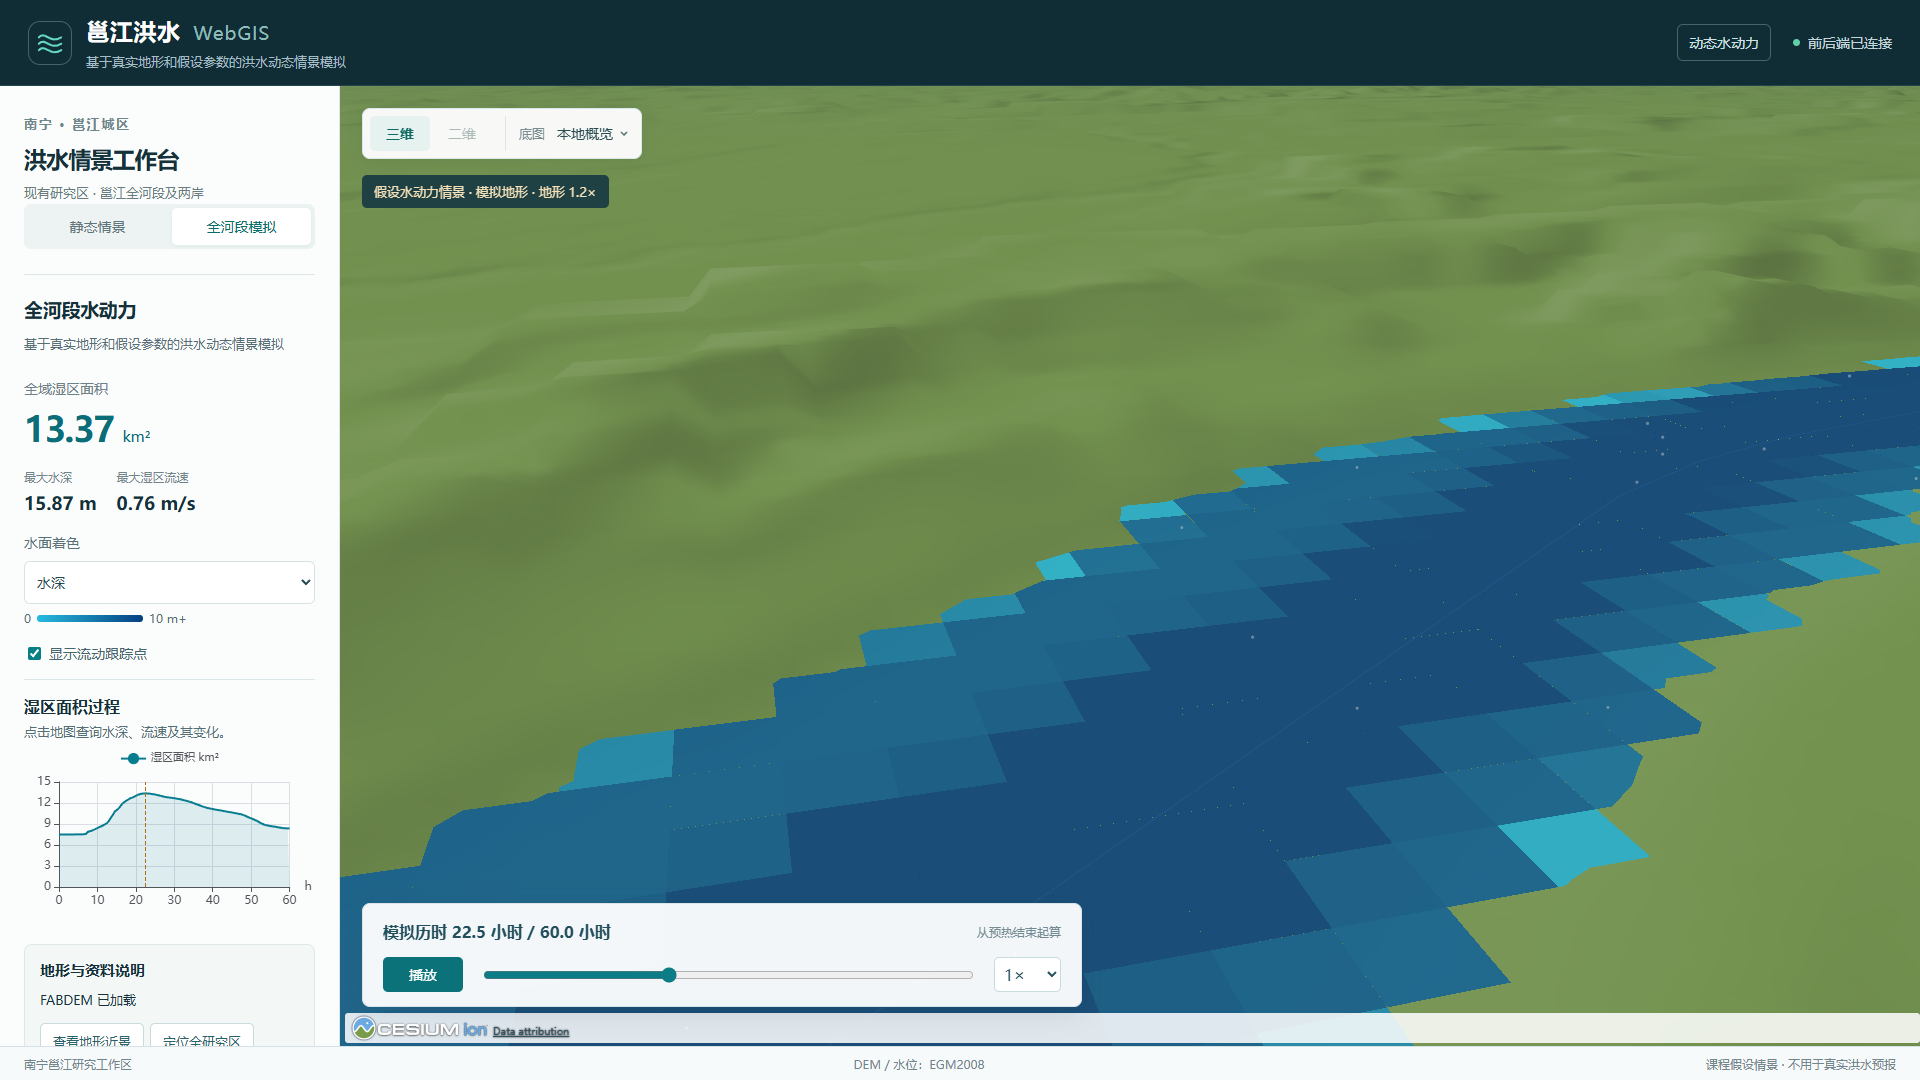 邕江洪水 WebGIS
基于真实地形和假设参数的洪水动态情景模拟
动态水动力
前后端已连接
南宁 • 邕江城区
洪水情景工作台
现有研究区 · 邕江全河段及两岸
静态情景 全河段模拟
全河段水动力
基于真实地形和假设参数的洪水动态情景模拟
全域湿区面积
13.37 km²
最大水深 最大湿区流速
15.87 m 0.76 m/s
水面着色
水深
0 10 m+
显示流动跟踪点
湿区面积过程
点击地图查询水深、流速及其变化。
湿区面积 km²
15
12
9
6
3
0
0 10 20 30 40 50 60 h
地形与资料说明
FABDEM 已加载
查看地形近景 定位全研究区
三维 二维 底图 本地概览
假设水动力情景 · 模拟地形 · 地形 1.2×
模拟历时 22.5 小时 / 60.0 小时
从预热结束起算
播放 1×
CESIUM ion Data attribution
南宁邕江研究工作区
DEM / 水位：EGM2008
课程假设情景 · 不用于真实洪水预报